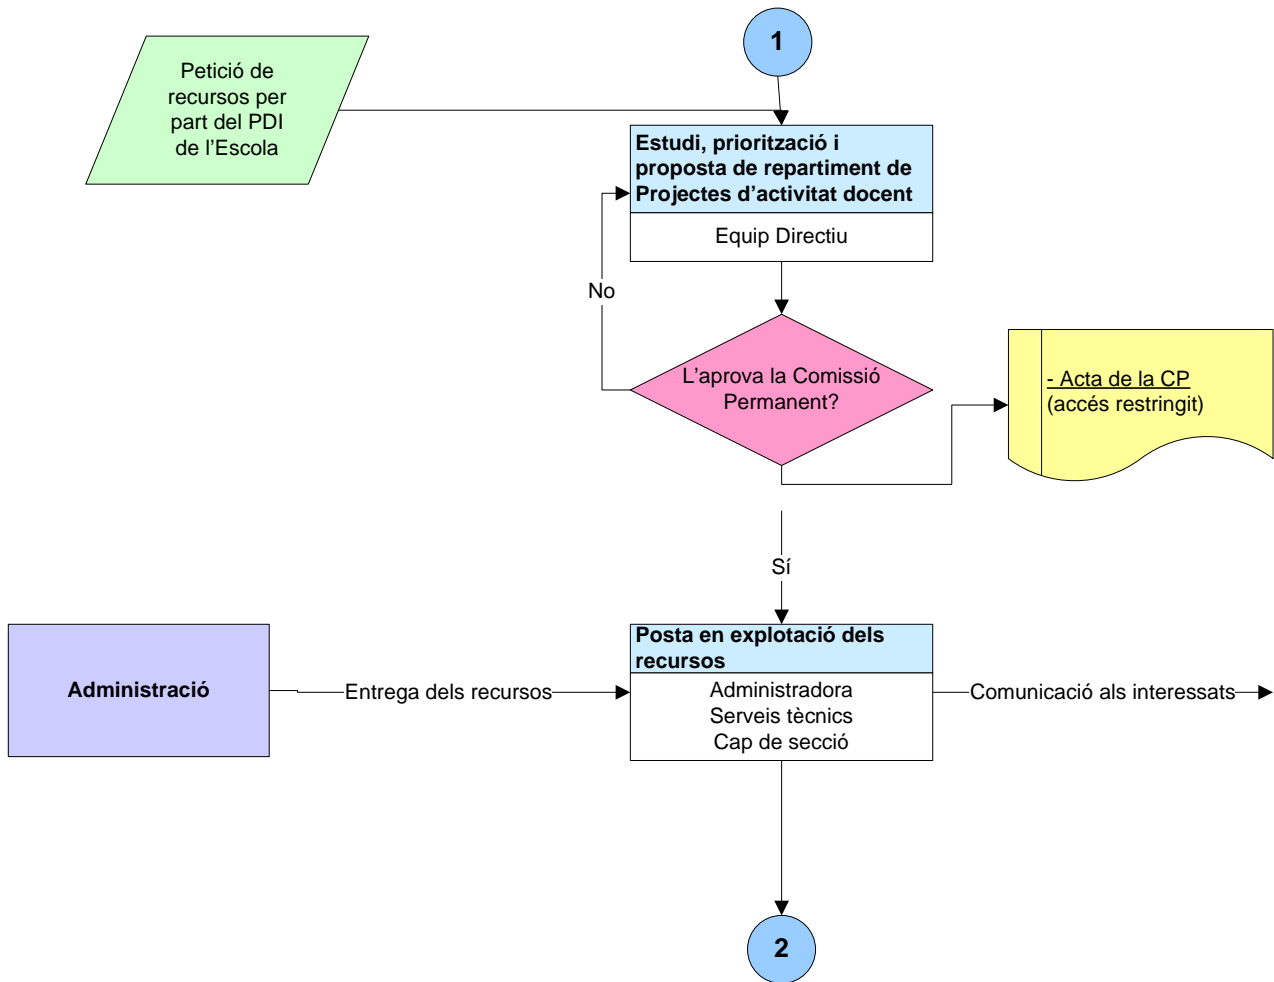 1
Petició de
recursos per
part del PDI
de l’Escola
Estudi, priorització i
proposta de repartiment de
Projectes d’activitat docent
Equip Directiu
No
L’aprova la Comissió
Permanent?
- Acta de la CP
(accés restringit)
Sí
Administració
Entrega dels recursos
Posta en explotació dels
recursos
Administradora
Serveis tècnics
Cap de secció
Comunicació als interessats
2